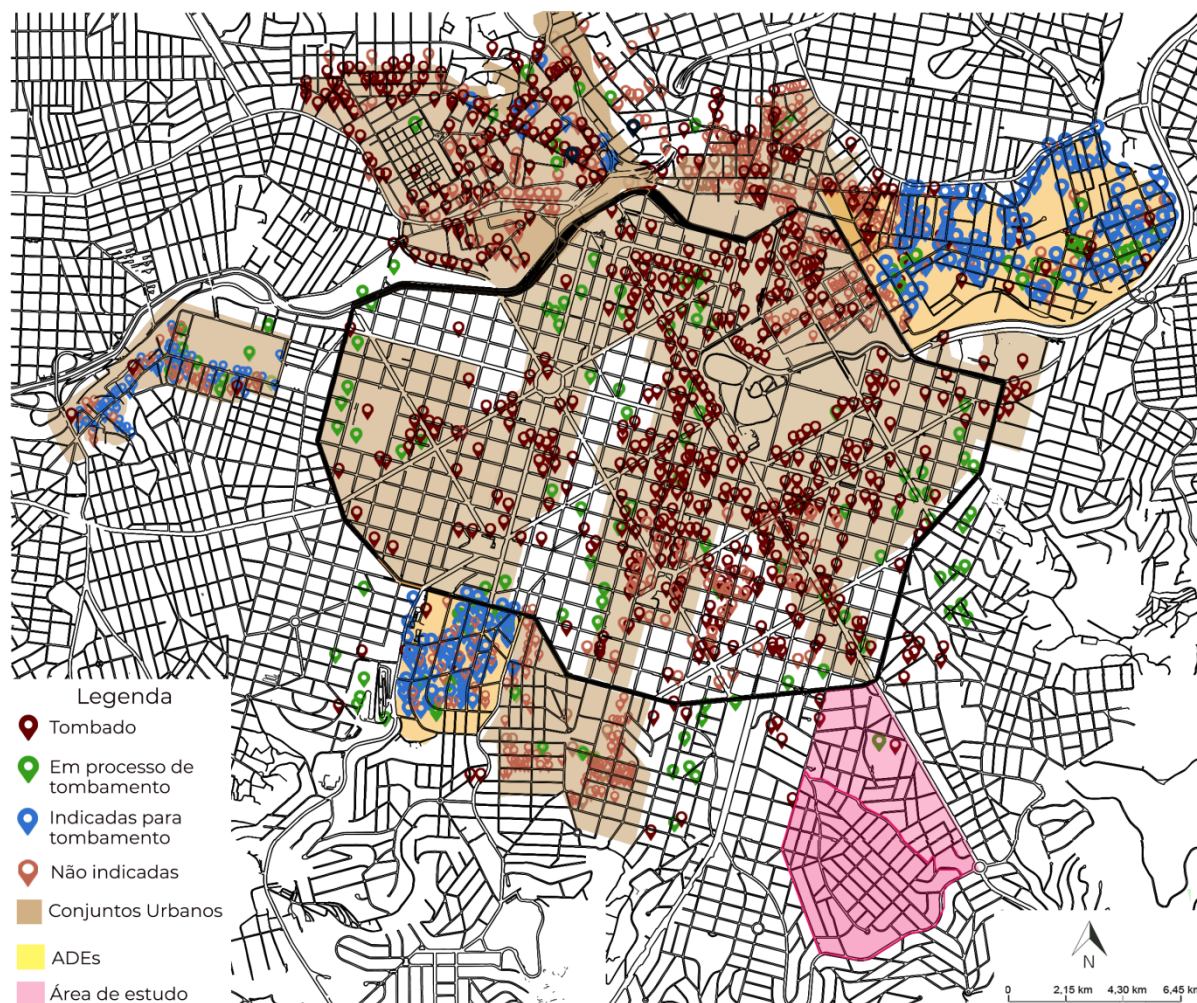 Legenda
Tombado
Em processo de
tombamento
Indicadas para
tombamento
Não indicadas
Conjuntos Urbanos
ADEs
Área de estudo
N
0 2,15 km 4,30 km 6,45 km